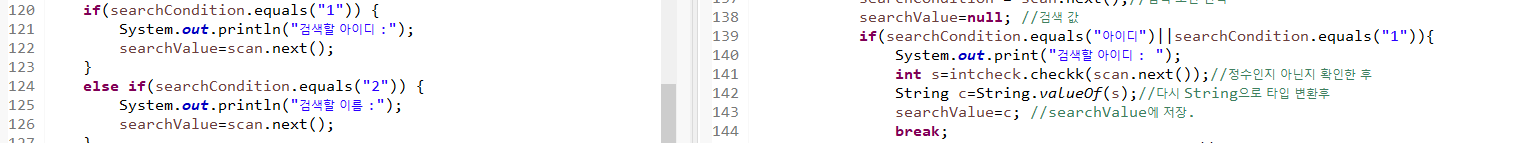 120 if(searchCondition.equals("1")) {
121 System.out.println("검색할 아이디 :");
122 searchValue=scan.next();
123 }
124 else if(searchCondition.equals("2")) {
125 System.out.println("검색할 이름 :");
126 searchValue=scan.next();
127
138 searchValue=null; //검색 값
139 if(searchCondition.equals("아이디")||searchCondition.equals("1")){
140 System.out.print("검색할 아이디 : ");
141 int s=intcheck.checkk(scan.next());//정수인지 아닌지 확인한 후
142 String c=String.valueOf(s);//다시 String으로 타입 변환후
143 searchValue=c; //searchValue에 저장.
144 break;